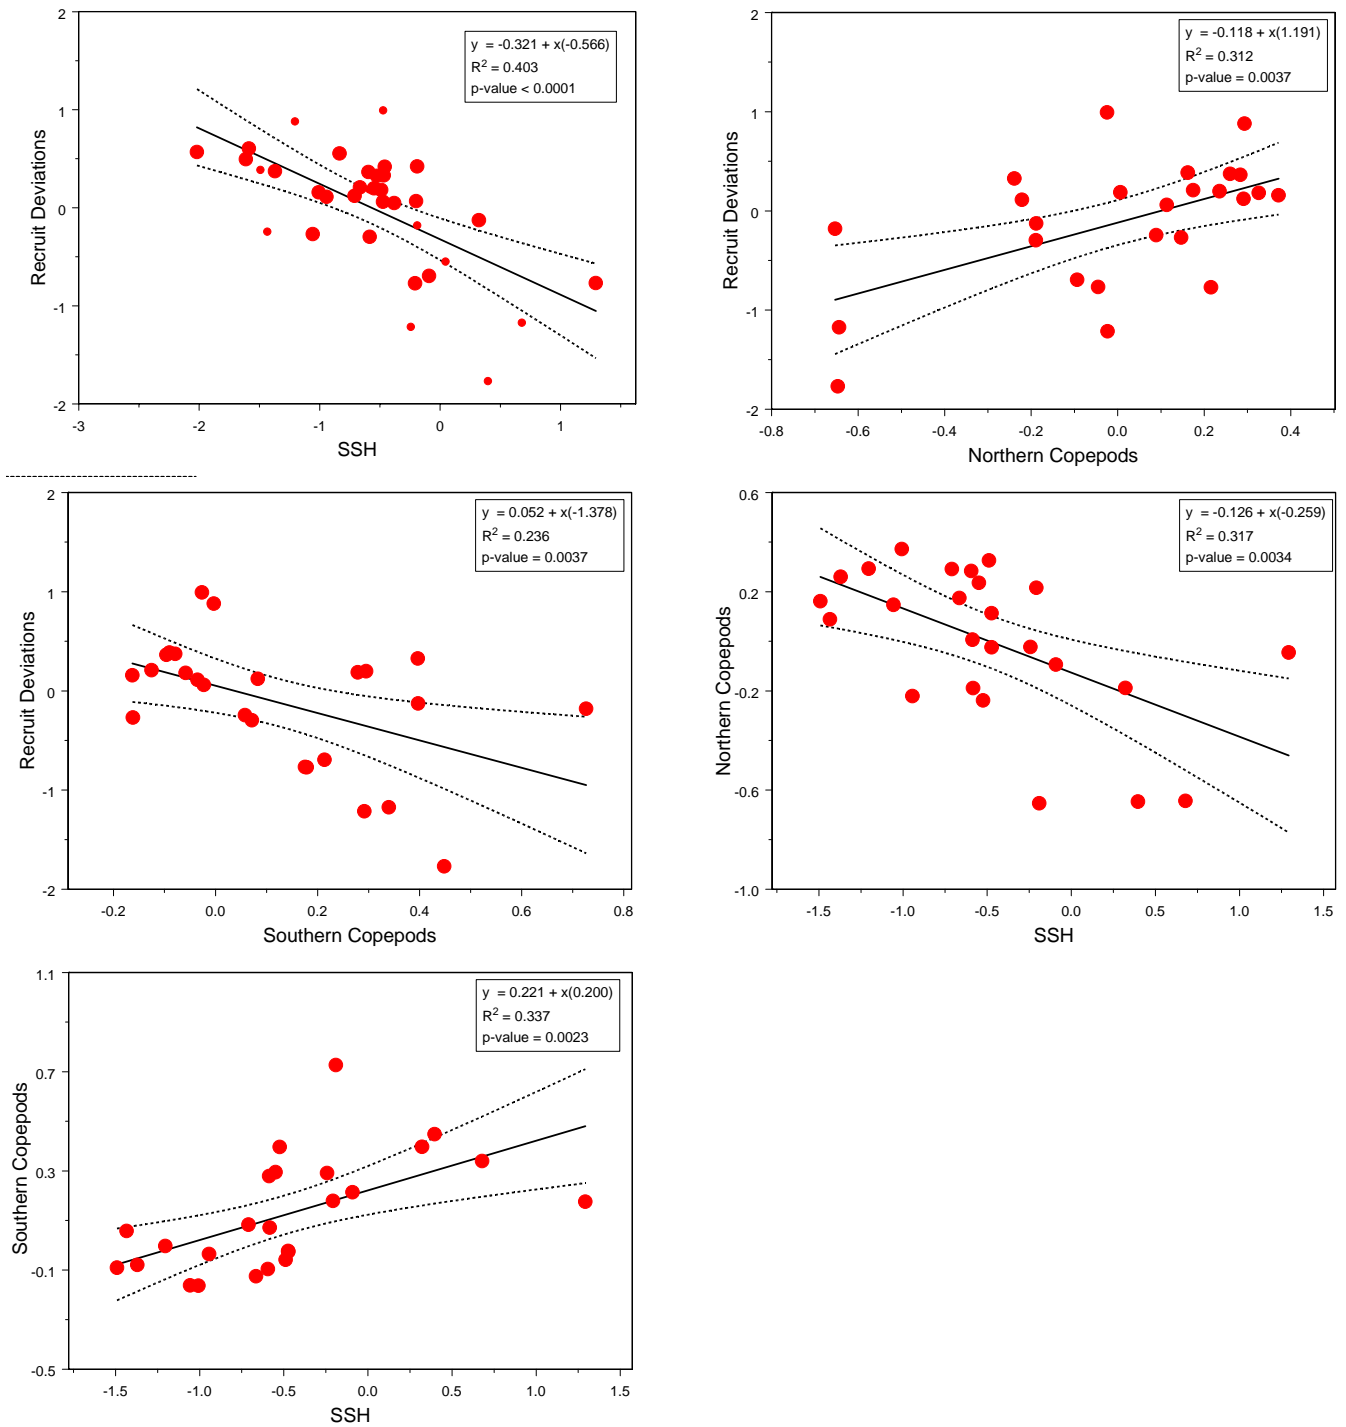 2
1
0
-1
-2
Recruit Deviations
y = -0.321 + x(-0.566)
R² = 0.403
p-value < 0.0001
-3 -2 -1 0 1
SSH
2
1
0
-1
-2
Recruit Deviations
y = -0.118 + x(1.191)
R² = 0.312
p-value = 0.0037
-0.8 -0.6 -0.4 -0.2 0.0 0.2 0.4
Northern Copepods
2
1
0
-1
-2
Recruit Deviations
y = 0.052 + x(-1.378)
R² = 0.236
p-value = 0.0037
-0.2 0.0 0.2 0.4 0.6 0.8
Southern Copepods
0.6
0.2
-0.2
-0.6
-1.0
Northern Copepods
y = -0.126 + x(-0.259)
R² = 0.317
p-value = 0.0034
-1.5 -1.0 -0.5 0.0 0.5 1.0 1.5
SSH
1.1
0.7
0.3
-0.1
-0.5
Southern Copepods
y = 0.221 + x(0.200)
R² = 0.337
p-value = 0.0023
-1.5 -1.0 -0.5 0.0 0.5 1.0 1.5
SSH